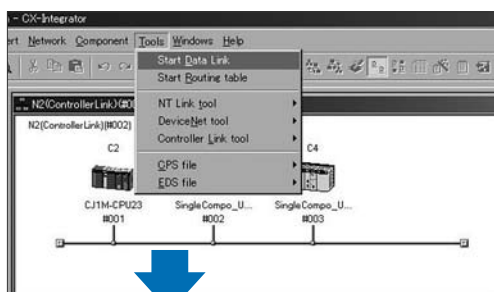 - CX-Integrator
ert Network Component Tools Windows Help
Start Data Link
Start Routing table
NT Link tool
DeviceNet tool
Controller Link tool
CPS file
EDS file
N2(ControllerLink)(#00
N2(ControllerLink)(#002)
C2
C4
CJ1M-CPU23
SingleCompo_U...
SingleCompo_U...
#001
#002
#003